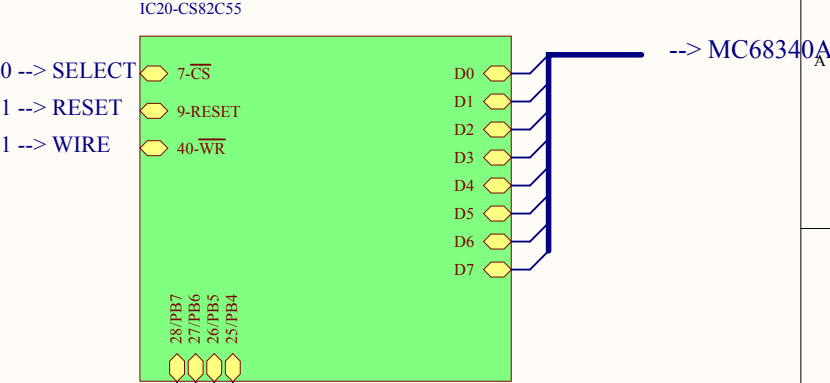 IC20-CS82C55
--> MC68340A
A
0 --> SELECT
7-CS
D0
1 --> RESET
9-RESET
D1
1 --> WIRE
40-WR
D2
D3
D4
D5
D6
D7
28/PB7
27/PB6
26/PB5
25/PB4